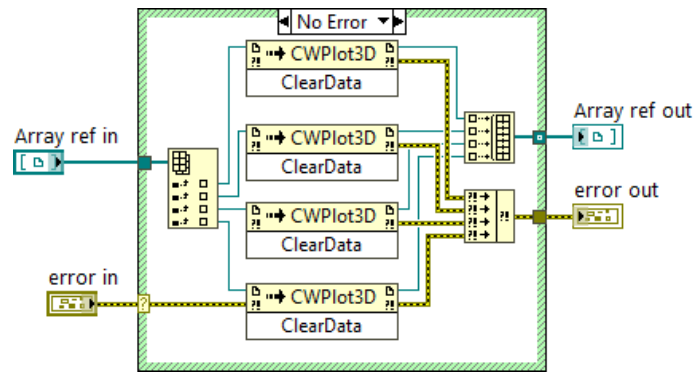 No Error
CWPlot3D
ClearData
Array ref in
CWPlot3D
ClearData
Array ref out
CWPlot3D
ClearData
error out
error in
CWPlot3D
ClearData